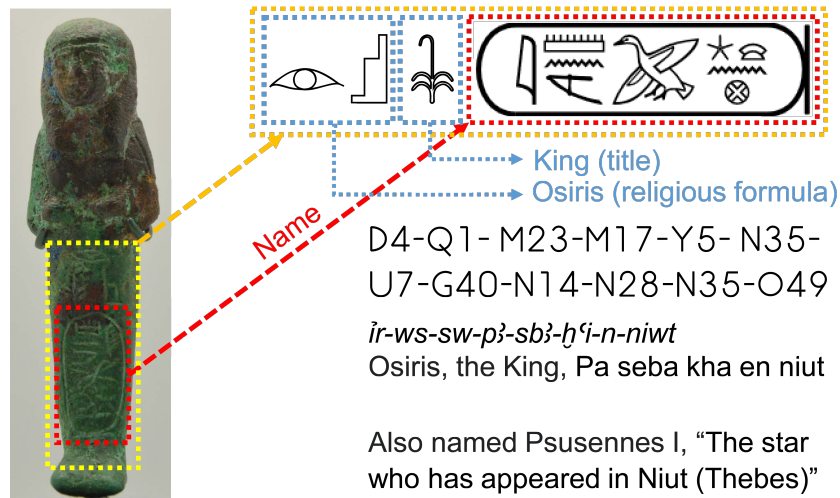 𓁹𓊨𓇓𓇋𓏠𓈖𓌻𓅮𓇼𓈍𓈖𓊖
King (title)
Osiris (religious formula)
Name
D4-Q1- M23-M17-Y5- N35-
U7-G40-N14-N28-N35-O49
ỉr-ws-sw-pꜣ-sbꜣ-ḫꜥi-n-niwt
Osiris, the King, Pa seba kha en niut
Also named Psusennes I, “The star
who has appeared in Niut (Thebes)”